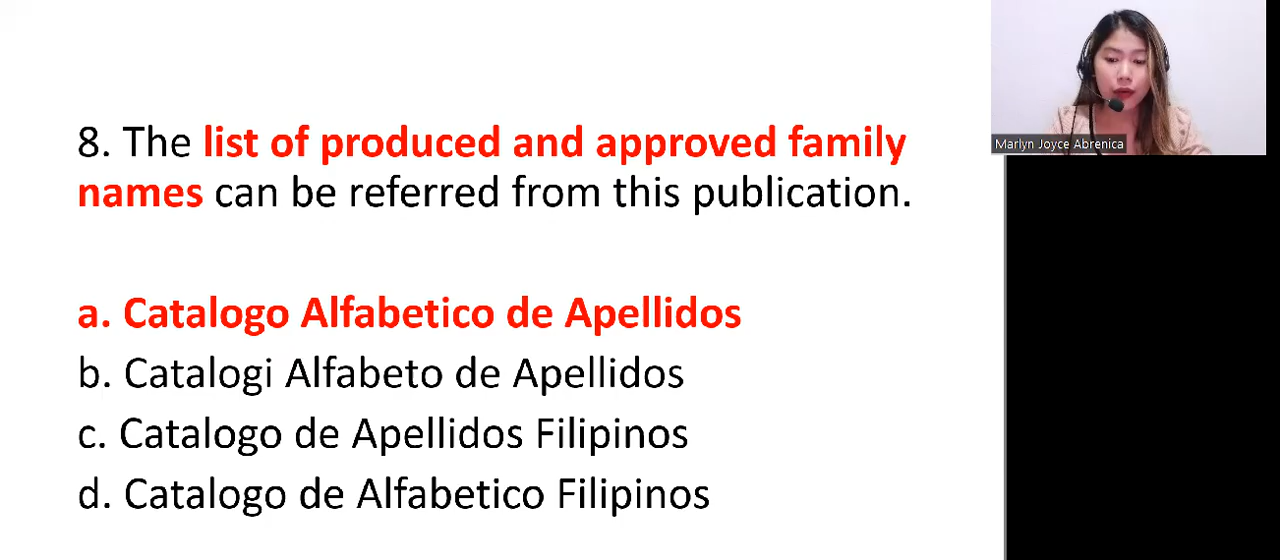 8. The list of produced and approved family
names can be referred from this publication.
a. Catalogo Alfabetico de Apellidos
b. Catalogi Alfabeto de Apellidos
c. Catalogo de Apellidos Filipinos
d. Catalogo de Alfabetico Filipinos
Marlyn Joyce Abrenica